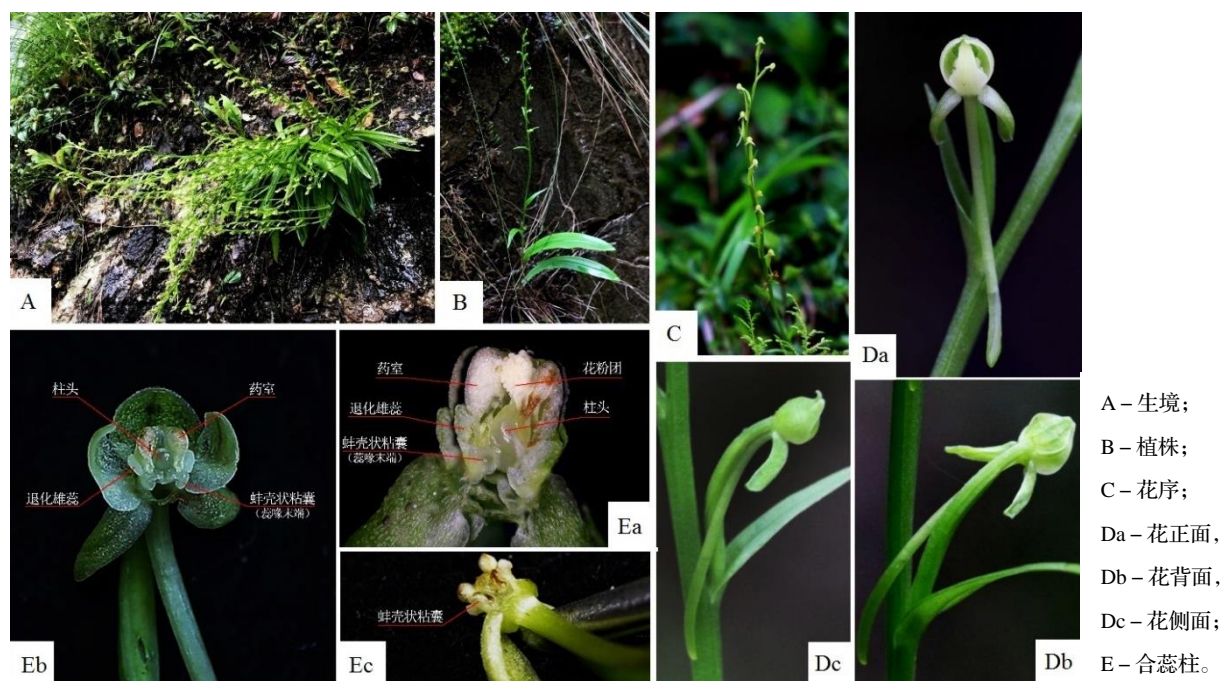 A
B
C
Da
柱头
药室
退化雄蕊
蚌壳状粘囊
(蕊喙末端)
Eb
药室
花粉团
退化雄蕊
柱头
蚌壳状粘囊
(蕊喙末端)
Ea
蚌壳状粘囊
Ec
Dc
Db
A – 生境;
B – 植株;
C – 花序;
Da – 花正面,
Db – 花背面,
Dc – 花侧面;
E – 合蕊柱。